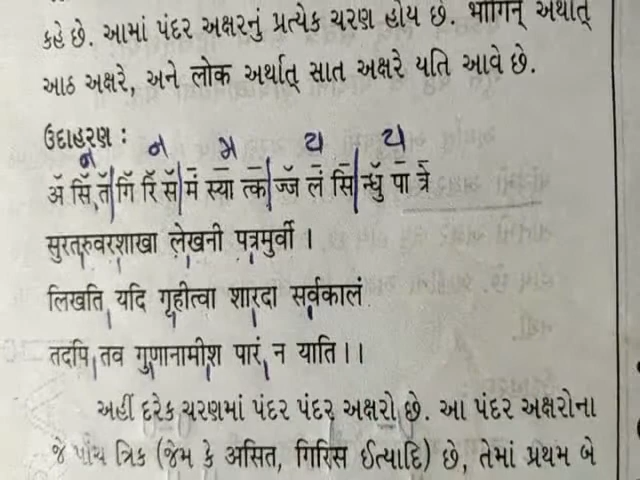 કહે છે. આમાં પંદર અક્ષરનું પ્રત્યેક ચરણ હોય છે. ભોગિન્ અર્થાત્
આઠ અક્ષરે, અને લોક અર્થાત્ સાત અક્ષરે યતિ આવે છે.
ઉદાહરણ :
न न म य य
असितगिरिसमं स्यात्कज्जलं सिन्धुपात्रे
सुरतरुवरशाखा लेखनी पत्रमुर्वी ।
लिखति यदि गृहीत्वा शारदा सर्वकालं
तदपि तव गुणानामीश पारं न याति।।
અહીં દરેક ચરણમાં પંદર પંદર અક્ષરો છે. આ પંદર અક્ષરોના
જે પાંચ ત્રિક (જેમ કે અસિત, ગિરિસ ઈત્યાદિ) છે, તેમાં પ્રથમ બે